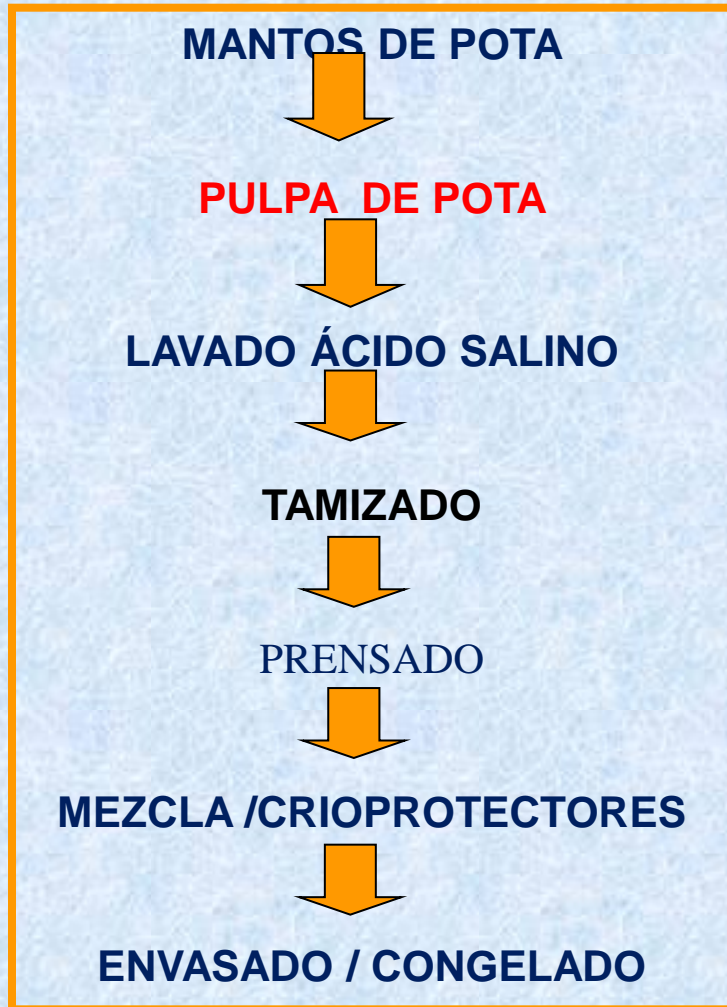 MANTOS DE POTA
PULPA DE POTA
LAVADO ÁCIDO SALINO
TAMIZADO
PRENSADO
MEZCLA /CRIOPROTECTORES
ENVASADO / CONGELADO